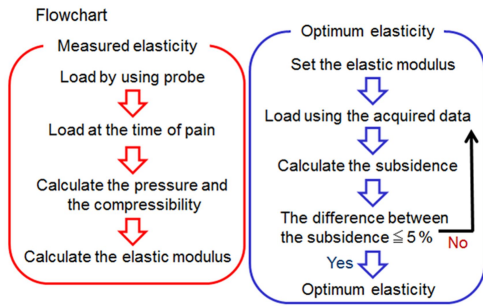 Flowchart
Measured elasticity
Load by using probe
Load at the time of pain
Calculate the pressure and
the compressibility
Calculate the elastic modulus
Optimum elasticity
Set the elastic modulus
Load using the acquired data
Calculate the subsidence
The difference between
the subsidence ≦ 5 %
No
Yes
Optimum elasticity